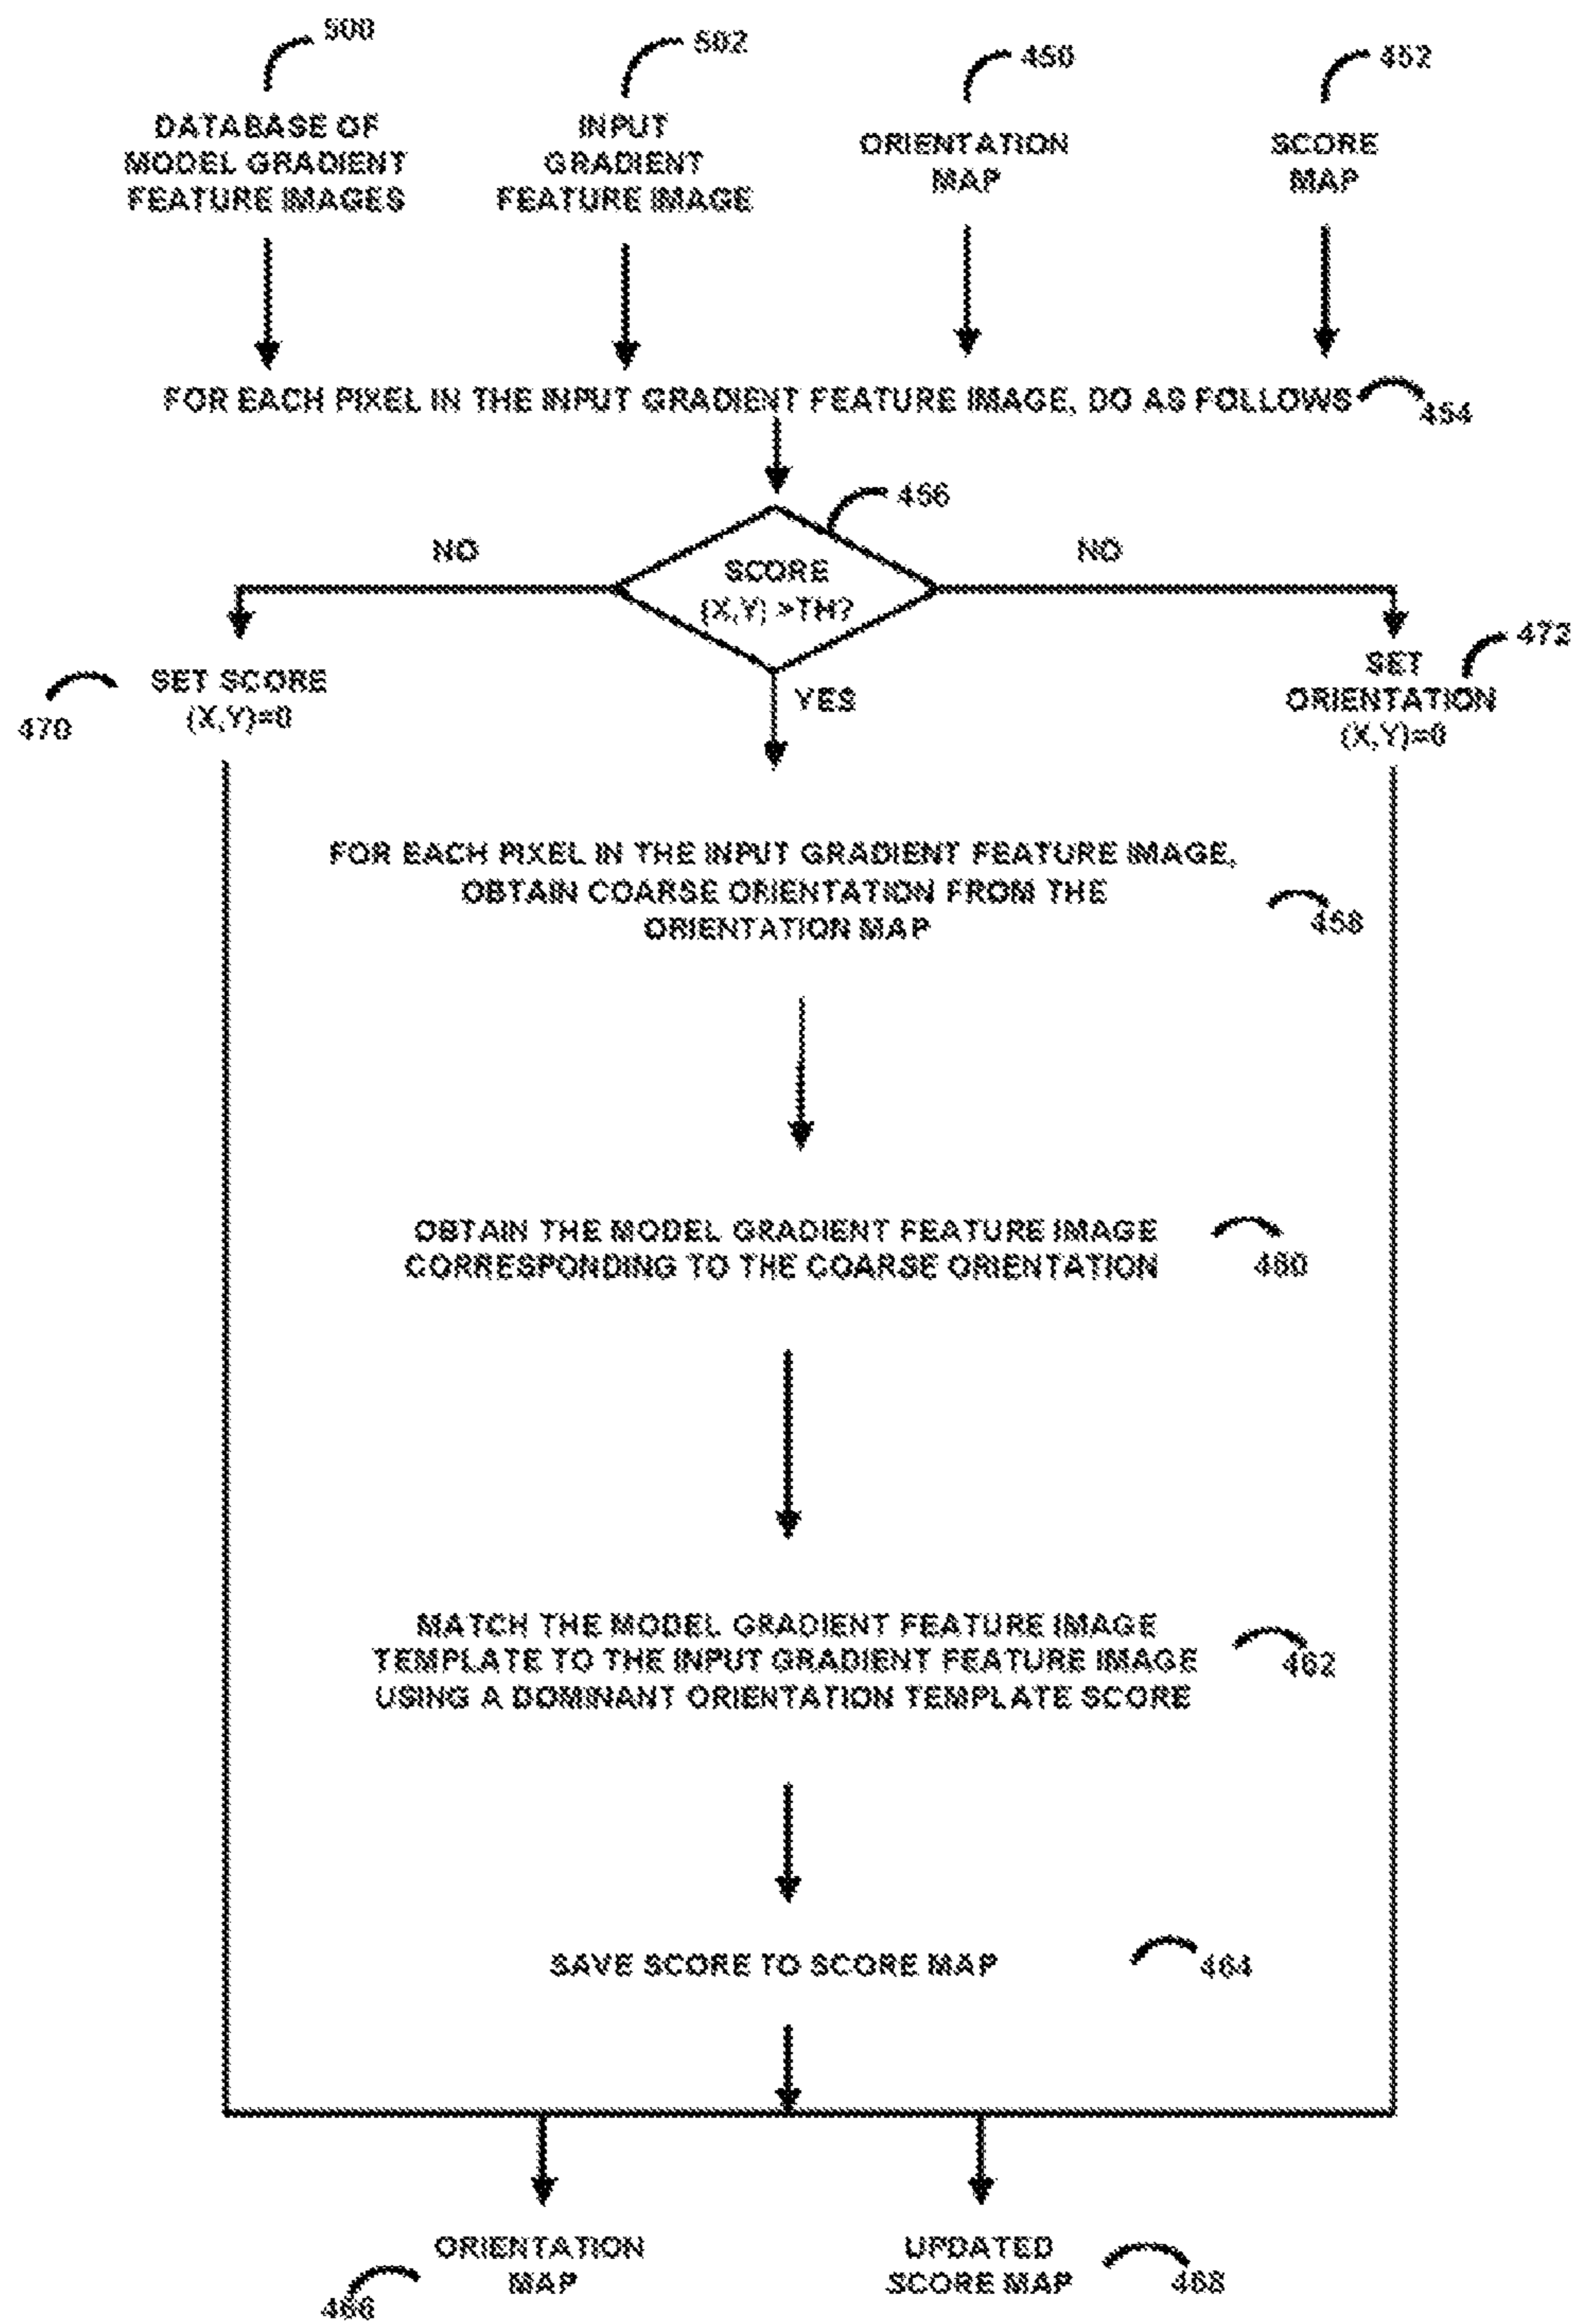 500
502
450
452
DATABASE OF
MODEL GRADIENT
FEATURE IMAGES
INPUT
GRADIENT
FEATURE IMAGE
ORIENTATION
MAP
SCORE
MAP
FOR EACH PIXEL IN THE INPUT GRADIENT FEATURE IMAGE, DO AS FOLLOWS
454
456
NO
NO
SCORE
(X,Y) >TH?
YES
470
SET SCORE
(X,Y)=0
472
SET
ORIENTATION
(X,Y)=0
FOR EACH PIXEL IN THE INPUT GRADIENT FEATURE IMAGE,
OBTAIN COARSE ORIENTATION FROM THE
ORIENTATION MAP
458
OBTAIN THE MODEL GRADIENT FEATURE IMAGE
CORRESPONDING TO THE COARSE ORIENTATION
460
MATCH THE MODEL GRADIENT FEATURE IMAGE
TEMPLATE TO THE INPUT GRADIENT FEATURE IMAGE
USING A DOMINANT ORIENTATION TEMPLATE SCORE
462
SAVE SCORE TO SCORE MAP
464
ORIENTATION
MAP
466
UPDATED
SCORE MAP
468